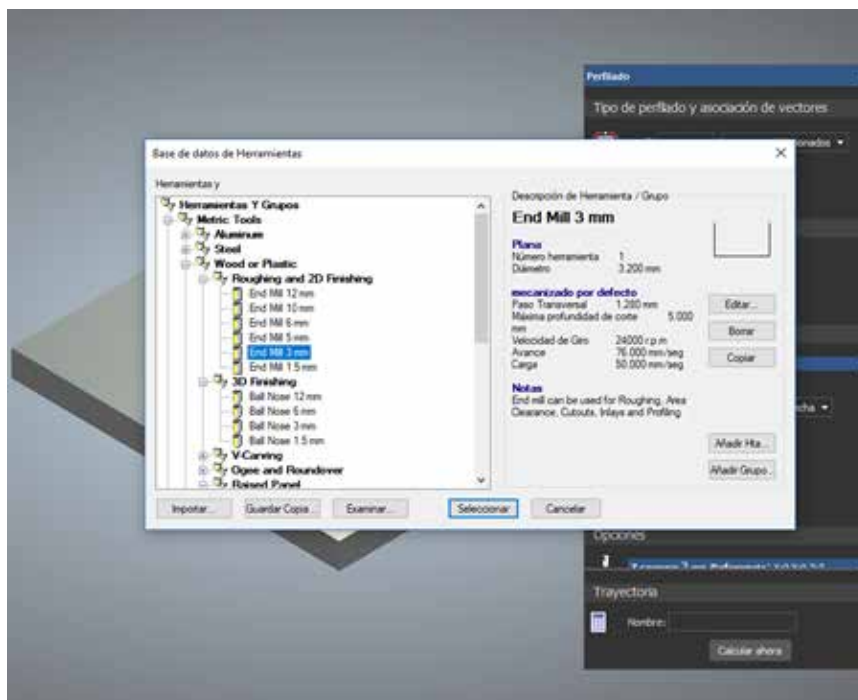 Perfilado
Tipo de perfilado y asociación de vectores
Base de datos de Herramientas
Herramientas y
Herramientas Y Grupos
Metric Tools
Aluminum
Steel
Wood or Plastic
Roughing and 2D Finishing
End Mill 12 mm
End Mill 10 mm
End Mill 6 mm
End Mill 5 mm
End Mill 3 mm
End Mill 1.5 mm
3D Finishing
Ball Nose 12 mm
Ball Nose 6 mm
Ball Nose 3 mm
Ball Nose 1.5 mm
V-Carving
Ogee and Roundover
Raised Panel
Descripción de Herramienta / Grupo
End Mill 3 mm
Plana
Número herramienta 1
Diámetro 3.200 mm
mecanizado por defecto
Paso Transversal 1.280 mm
Máxima profundidad de corte 5.000
mm
Velocidad de Giro 24000 r.p.m
Avance 76.000 mm/seg
Carga 50.000 mm/seg
Notas
End mill can be used for Roughing, Area
Clearance, Cutouts, Inlays and Profiling
Editar...
Borrar
Copiar
Añadir Hta...
Añadir Grupo...
Importar...
Guardar Copia...
Examinar...
Seleccionar
Cancelar
Opciones
Trayectoria
Nombre:
Calcular ahora